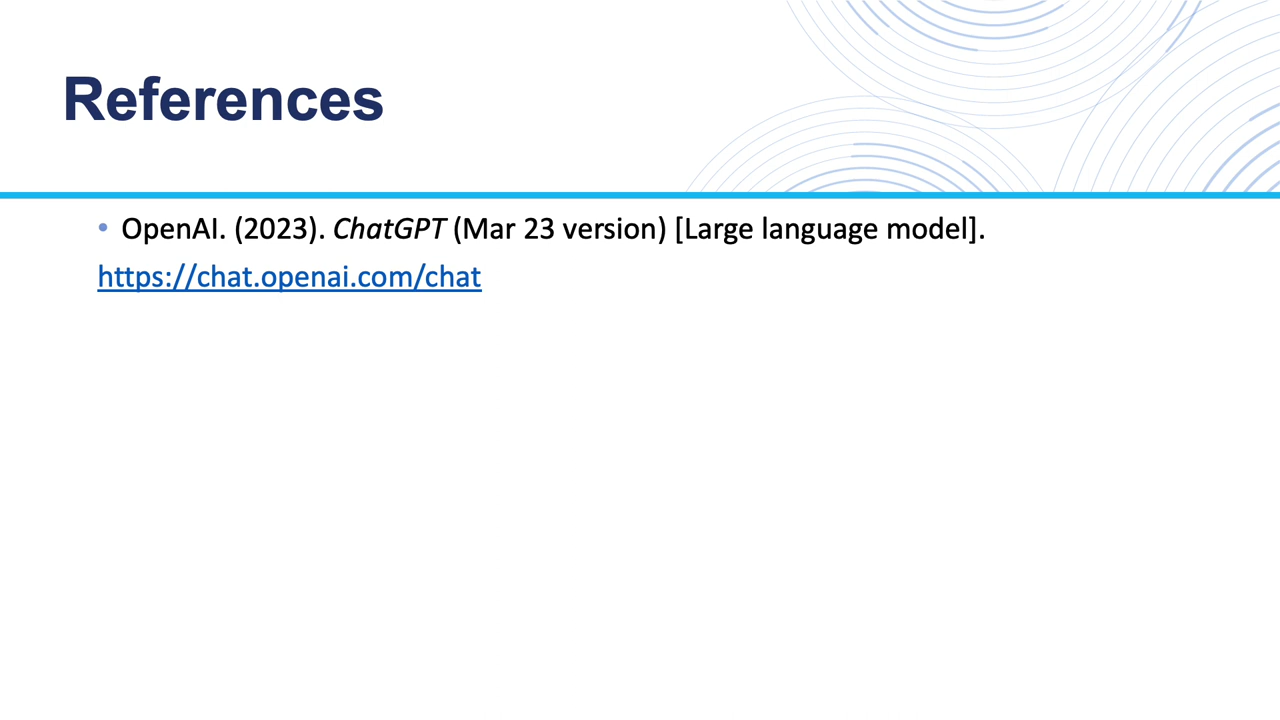 References
• OpenAI. (2023). ChatGPT (Mar 23 version) [Large language model].
https://chat.openai.com/chat